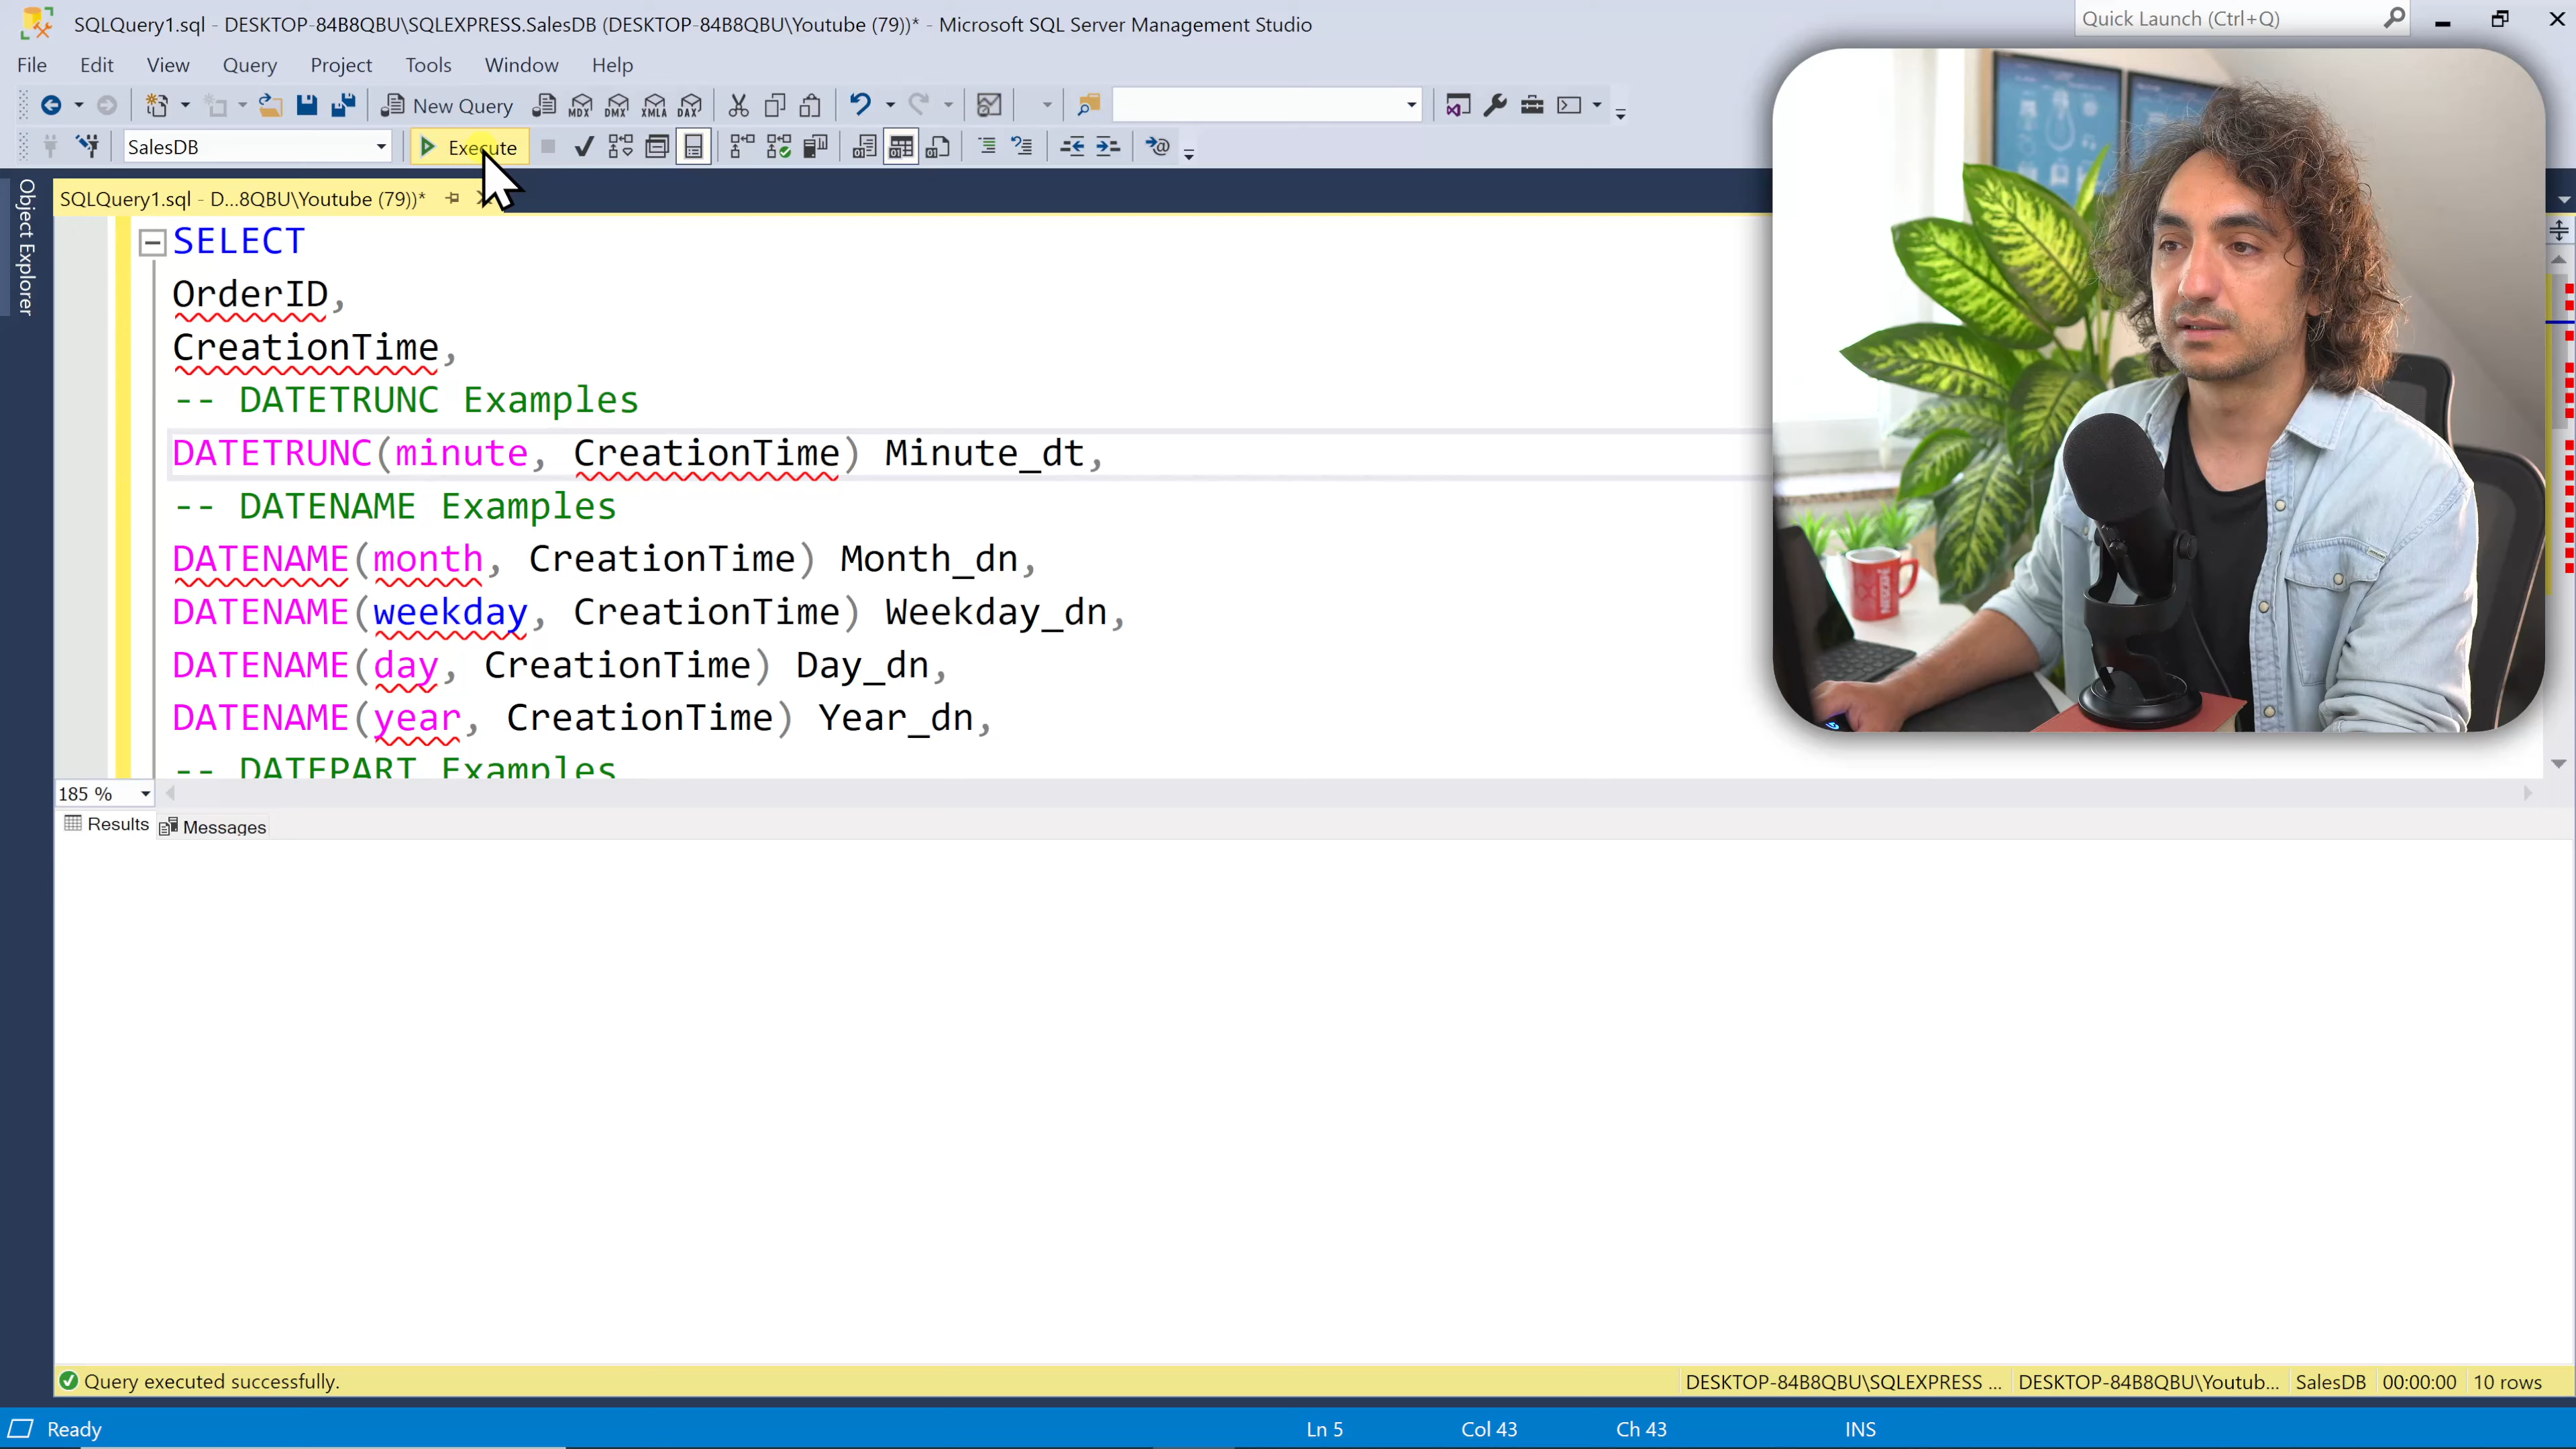 SQLQuery1.sql - DESKTOP-84B8QBU\SQLEXPRESS.SalesDB (DESKTOP-84B8QBU\Youtube (79))* - Microsoft SQL Server Management Studio
Quick Launch (Ctrl+Q)
File Edit View Query Project Tools Window Help
New Query MDX DMX XMLA DAX
SalesDB Execute
SQLQuery1.sql - D...8QBU\Youtube (79))*
Object Explorer
SELECT
OrderID,
CreationTime,
-- DATETRUNC Examples
DATETRUNC(minute, CreationTime) Minute_dt,
-- DATENAME Examples
DATENAME(month, CreationTime) Month_dn,
DATENAME(weekday, CreationTime) Weekday_dn,
DATENAME(day, CreationTime) Day_dn,
DATENAME(year, CreationTime) Year_dn,
-- DATEPART Examples
185 %
Results Messages
Query executed successfully.
DESKTOP-84B8QBU\SQLEXPRESS ... DESKTOP-84B8QBU\Youtub... SalesDB 00:00:00 10 rows
Ready Ln 5 Col 43 Ch 43 INS